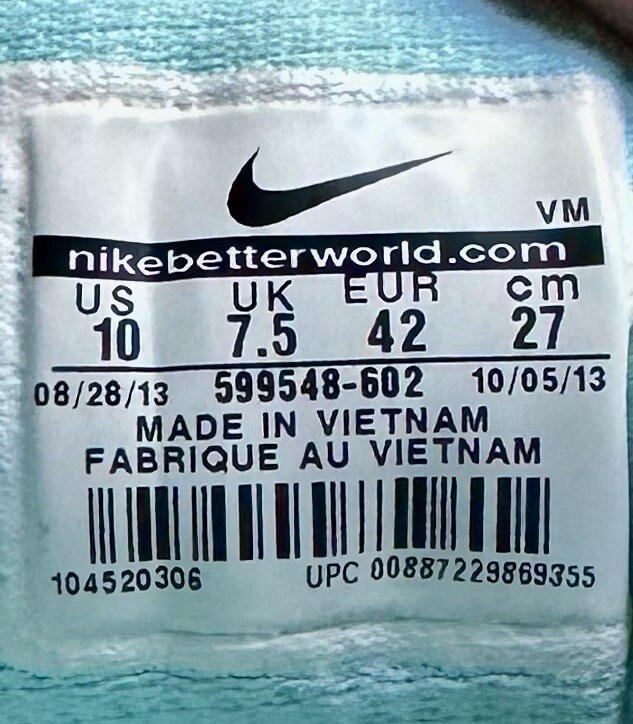 VM
nikebetterworld.com
US UK EUR cm
10 7.5 42 27
08/28/13 599548-602 10/05/13
MADE IN VIETNAM
FABRIQUE AU VIETNAM
104520306 UPC 00887229869355